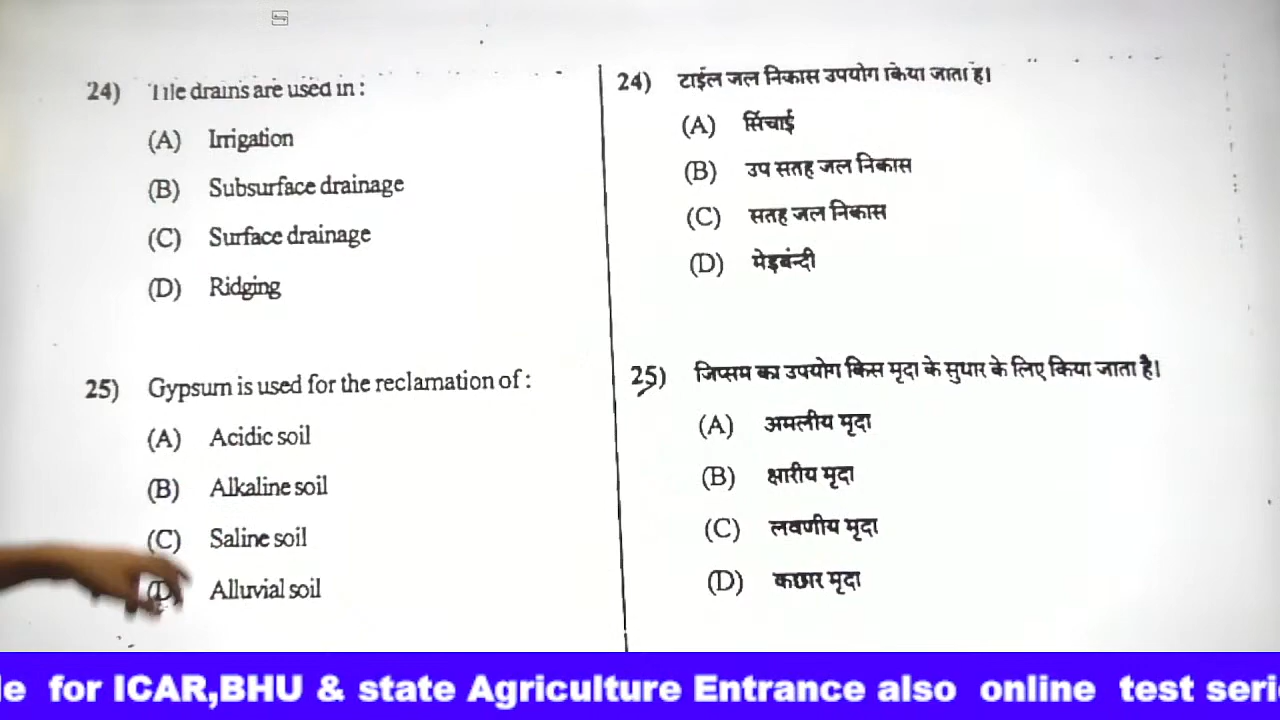 24) Tile drains are used in :
(A) Irrigation
(B) Subsurface drainage
(C) Surface drainage
(D) Ridging
25) Gypsum is used for the reclamation of :
(A) Acidic soil
(B) Alkaline soil
(C) Saline soil
(D) Alluvial soil
24) टाईल जल निकास उपयोग किया जाता है।
(A) सिंचाई
(B) उप सतह जल निकास
(C) सतह जल निकास
(D) मेड़बंन्दी
25) जिप्सम का उपयोग किस मृदा के सुधार के लिए किया जाता है।
(A) अमलीय मृदा
(B) क्षारीय मृदा
(C) लवणीय मृदा
(D) कछार मृदा
for ICAR,BHU & state Agriculture Entrance also online test